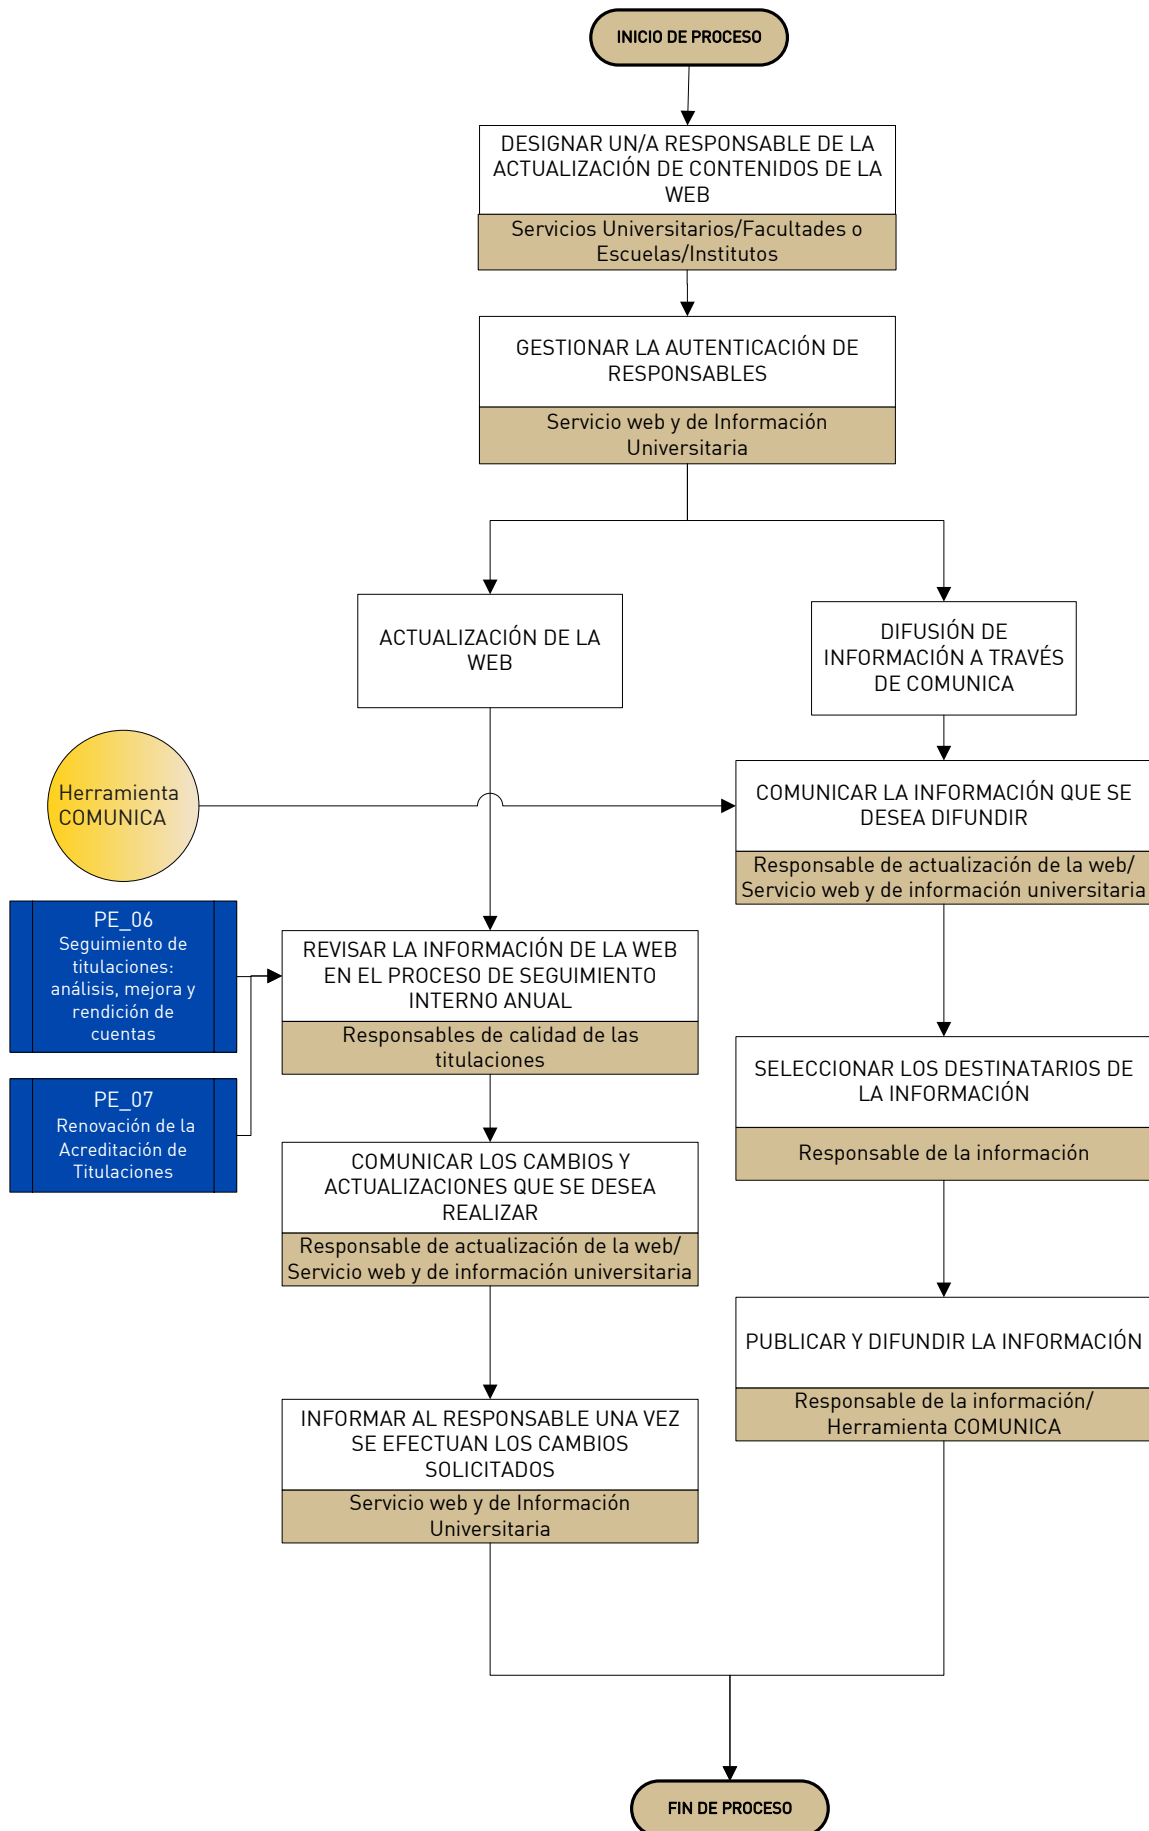 INICIO DE PROCESO
DESIGNAR UN/A RESPONSABLE DE LA
ACTUALIZACIÓN DE CONTENIDOS DE LA
WEB
Servicios Universitarios/Facultades o
Escuelas/Institutos
GESTIONAR LA AUTENTICACIÓN DE
RESPONSABLES
Servicio web y de Información
Universitaria
ACTUALIZACIÓN DE LA
WEB
DIFUSIÓN DE
INFORMACIÓN A TRAVÉS
DE COMUNICA
Herramienta
COMUNICA
COMUNICAR LA INFORMACIÓN QUE SE
DESEA DIFUNDIR
Responsable de actualización de la web/
Servicio web y de información universitaria
PE_06
Seguimiento de
titulaciones:
análisis, mejora y
rendición de
cuentas
REVISAR LA INFORMACIÓN DE LA WEB
EN EL PROCESO DE SEGUIMIENTO
INTERNO ANUAL
Responsables de calidad de las
titulaciones
SELECCIONAR LOS DESTINATARIOS DE
LA INFORMACIÓN
Responsable de la información
PE_07
Renovación de la
Acreditación de
Titulaciones
COMUNICAR LOS CAMBIOS Y
ACTUALIZACIONES QUE SE DESEA
REALIZAR
Responsable de actualización de la web/
Servicio web y de información universitaria
PUBLICAR Y DIFUNDIR LA INFORMACIÓN
Responsable de la información/
Herramienta COMUNICA
INFORMAR AL RESPONSABLE UNA VEZ
SE EFECTUAN LOS CAMBIOS
SOLICITADOS
Servicio web y de Información
Universitaria
FIN DE PROCESO